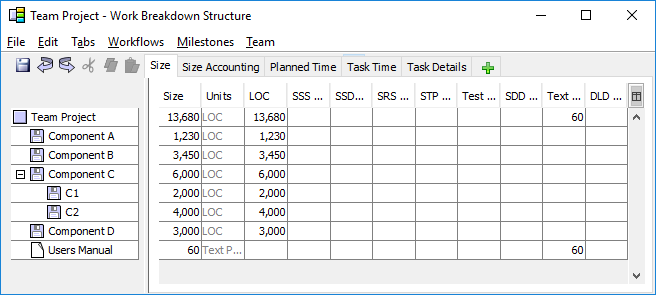 Team Project - Work Breakdown Structure
File Edit Tabs Workflows Milestones Team
Size Size Accounting Planned Time Task Time Task Details
Size Units LOC SSS ... SSD... SRS ... STP ... Test ... SDD ... Text ... DLD ...
Team Project 13,680 LOC 13,680 60
Component A 1,230 LOC 1,230
Component B 3,450 LOC 3,450
Component C 6,000 LOC 6,000
C1 2,000 LOC 2,000
C2 4,000 LOC 4,000
Component D 3,000 LOC 3,000
Users Manual 60 Text P... 60